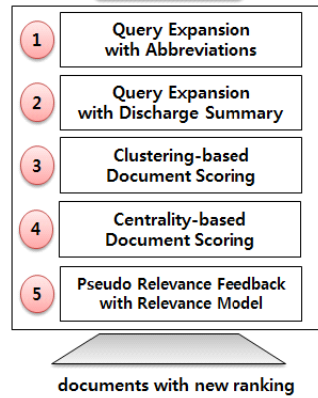 1
Query Expansion
with Abbreviations
2
Query Expansion
with Discharge Summary
3
Clustering-based
Document Scoring
4
Centrality-based
Document Scoring
5
Pseudo Relevance Feedback
with Relevance Model
documents with new ranking